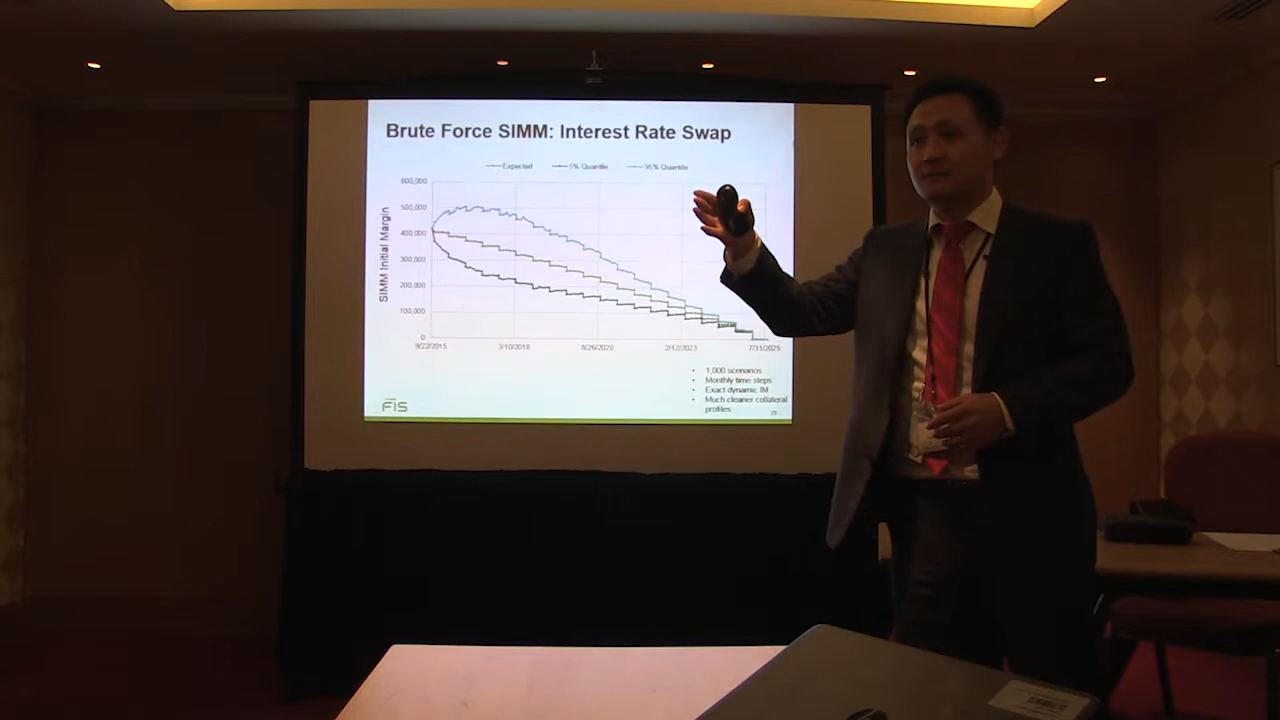 Brute Force SIMM: Interest Rate Swap
Expected 5% Quantile 95% Quantile
SIMM Initial Margin
600,000
500,000
400,000
300,000
200,000
100,000
0
9/22/2015 3/10/2018 8/26/2020 2/12/2023 7/31/2025
• 1,000 scenarios
• Monthly time steps
• Exact dynamic IM
• Much cleaner collateral
profiles
FIS